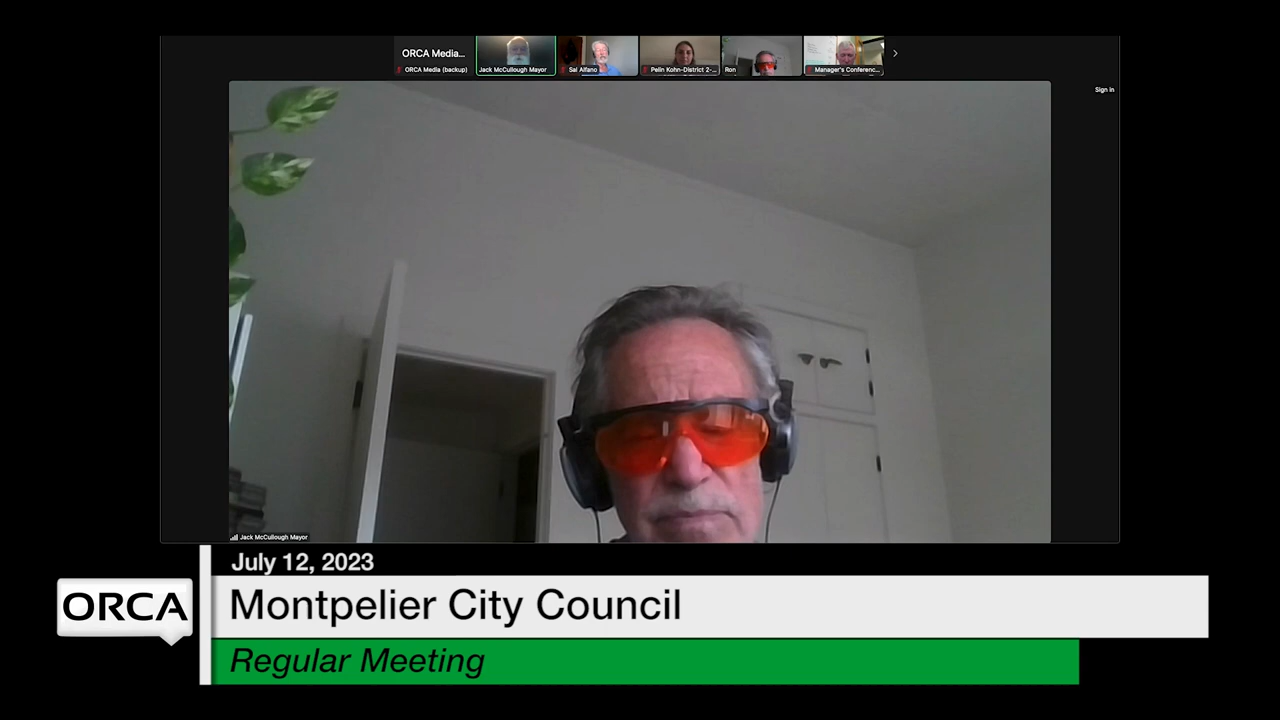 ORCA Media...
ORCA Media (backup)
Jack McCullough Mayor
Sal Alfano
Pelin Kohn-District 2-...
Ron
Manager's Conferenc...
Sign in
Jack McCullough Mayor
July 12, 2023
ORCA
Montpelier City Council
Regular Meeting